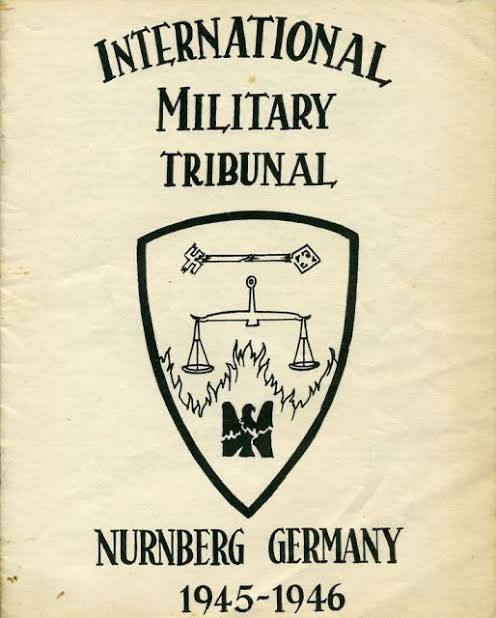 INTERNATIONAL
MILITARY
TRIBUNAL
NURNBERG GERMANY
1945-1946